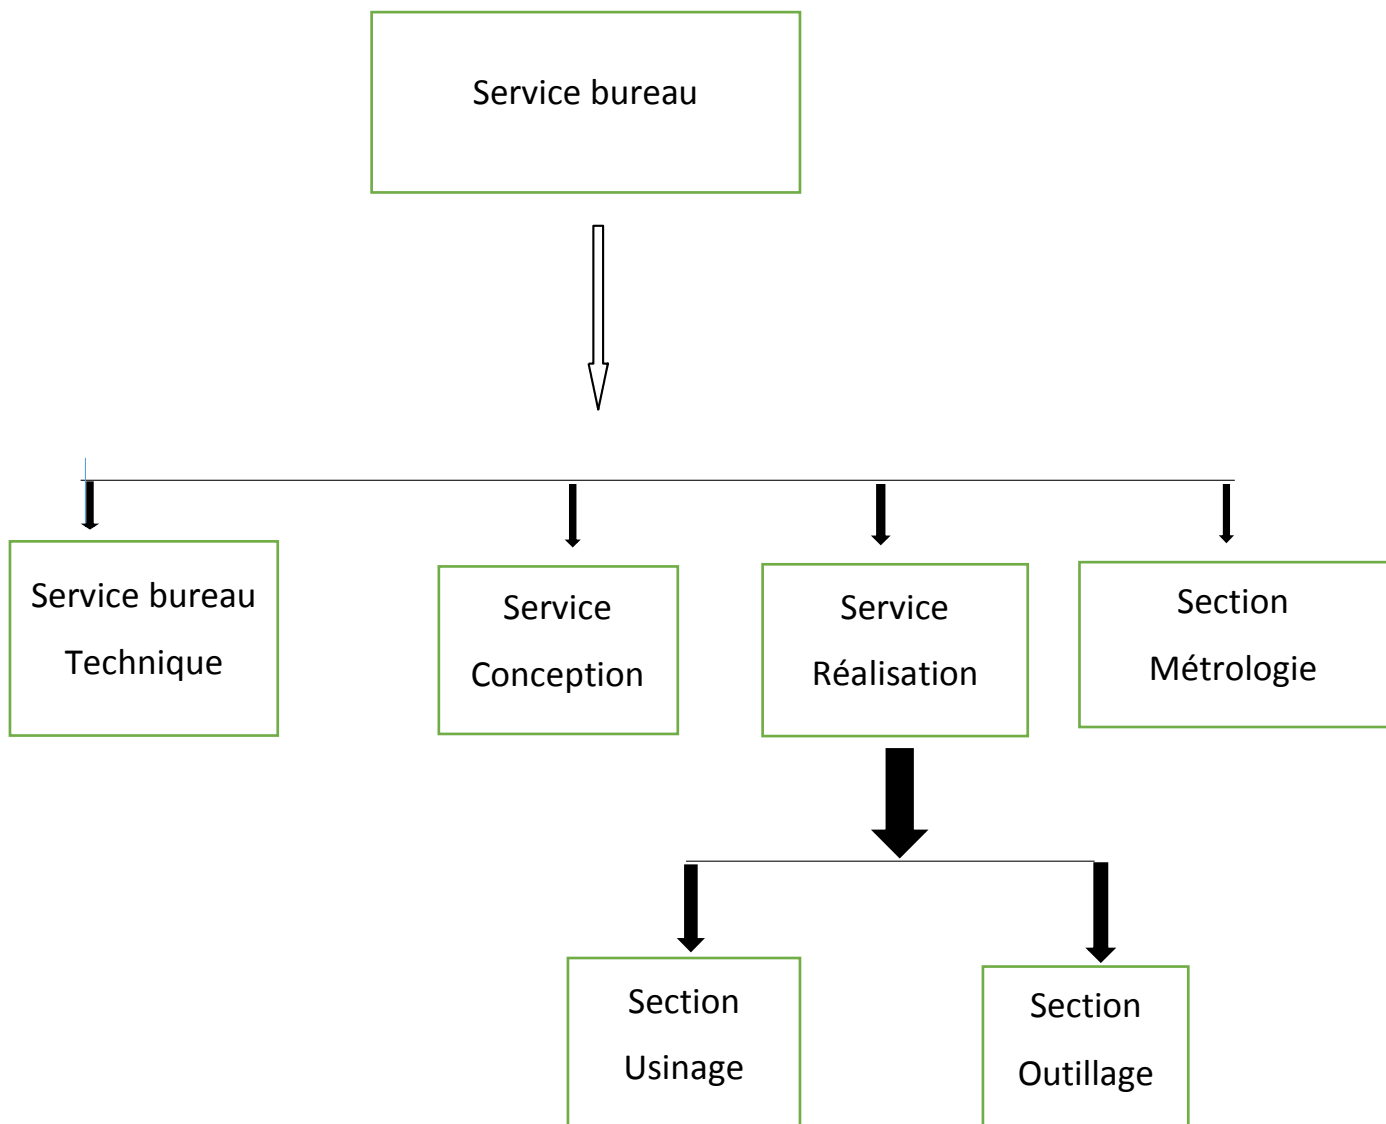 Service bureau
Service bureau
Technique
Service
Conception
Service
Réalisation
Section
Métrologie
Section
Usinage
Section
Outillage